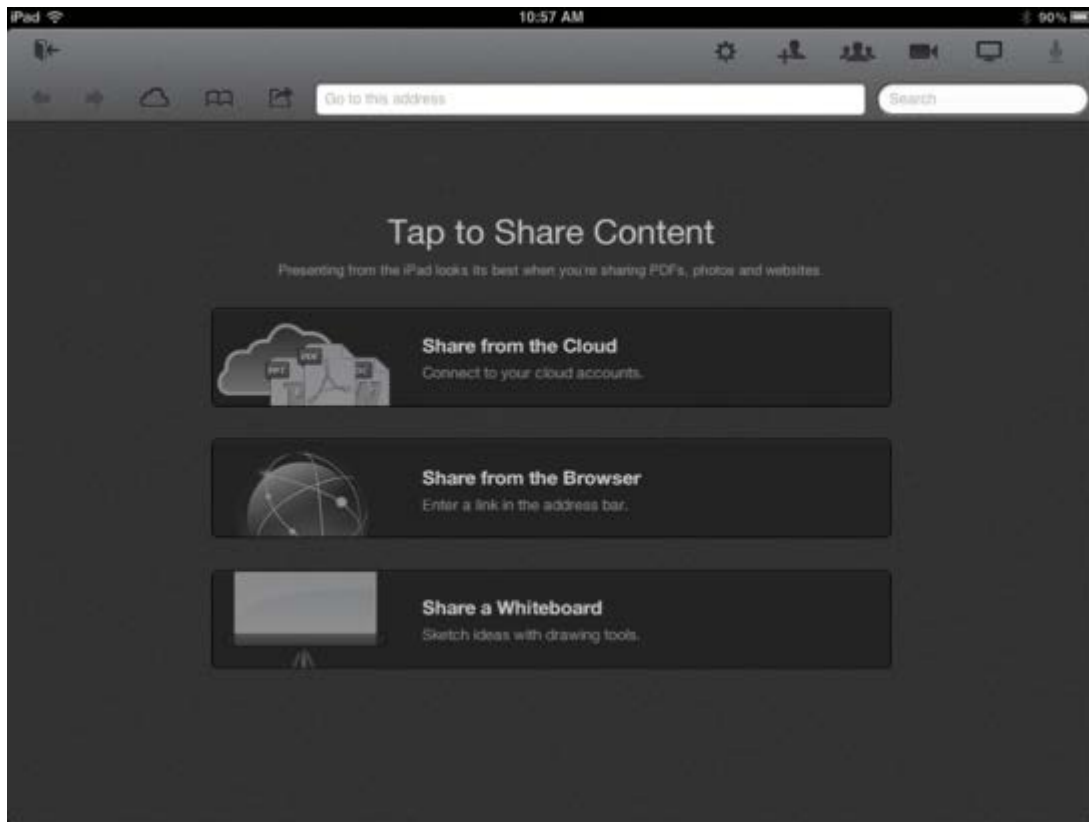 iPad 10:57 AM 90%
Go to this address Search
Tap to Share Content
Presenting from the iPad looks its best when you're sharing PDFs, photos and websites.
PPT PDF
Share from the Cloud
Connect to your cloud accounts.
Share from the Browser
Enter a link in the address bar.
Share a Whiteboard
Sketch ideas with drawing tools.